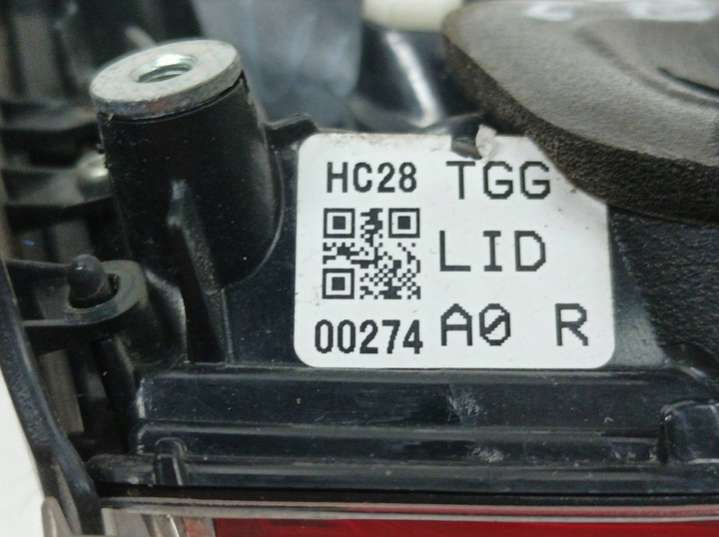 HC28 TGG
LID
00274 A0 R